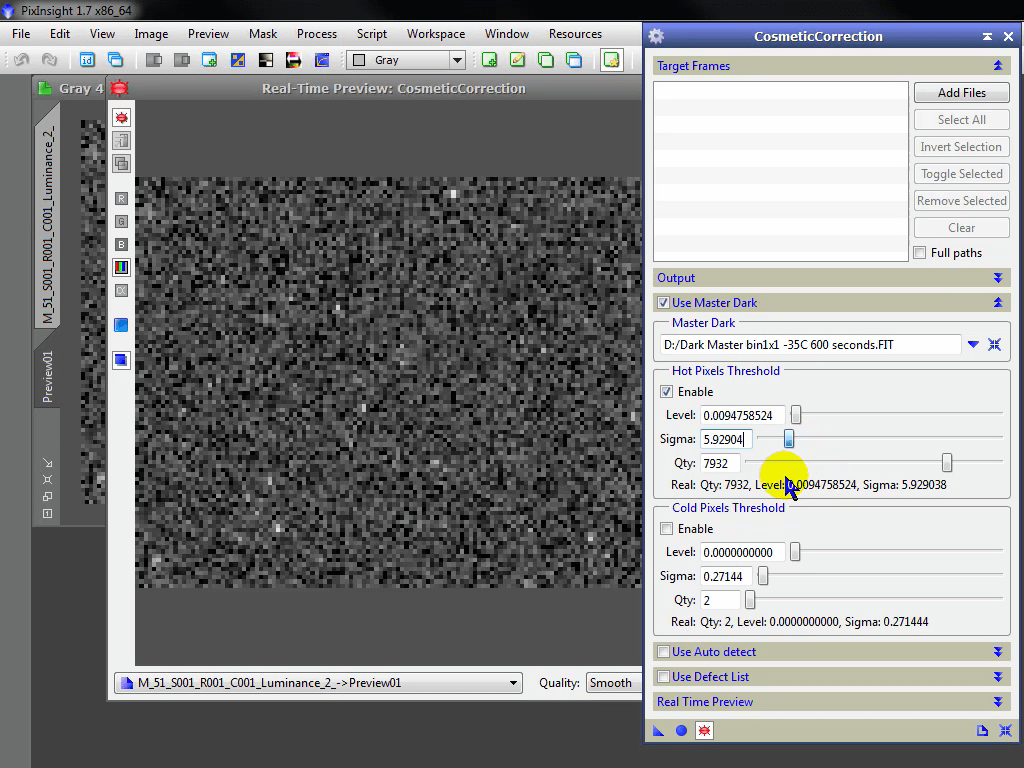 PixInsight 1.7 x86_64
File Edit View Image Preview Mask Process Script Workspace Window Resources
Gray
Gray 4
Real-Time Preview: CosmeticCorrection
M_51_S001_R001_C001_Luminance_2_
Preview01
R
G
B
M_51_S001_R001_C001_Luminance_2_->Preview01
Quality: Smooth
CosmeticCorrection
Target Frames
Add Files
Select All
Invert Selection
Toggle Selected
Remove Selected
Clear
Full paths
Output
Use Master Dark
Master Dark
D:/Dark Master bin1x1 -35C 600 seconds.FIT
Hot Pixels Threshold
Enable
Level: 0.0094758524
Sigma: 5.92904
Qty: 7932
Real: Qty: 7932, Level: 0.0094758524, Sigma: 5.929038
Cold Pixels Threshold
Enable
Level: 0.0000000000
Sigma: 0.27144
Qty: 2
Real: Qty: 2, Level: 0.0000000000, Sigma: 0.271444
Use Auto detect
Use Defect List
Real Time Preview